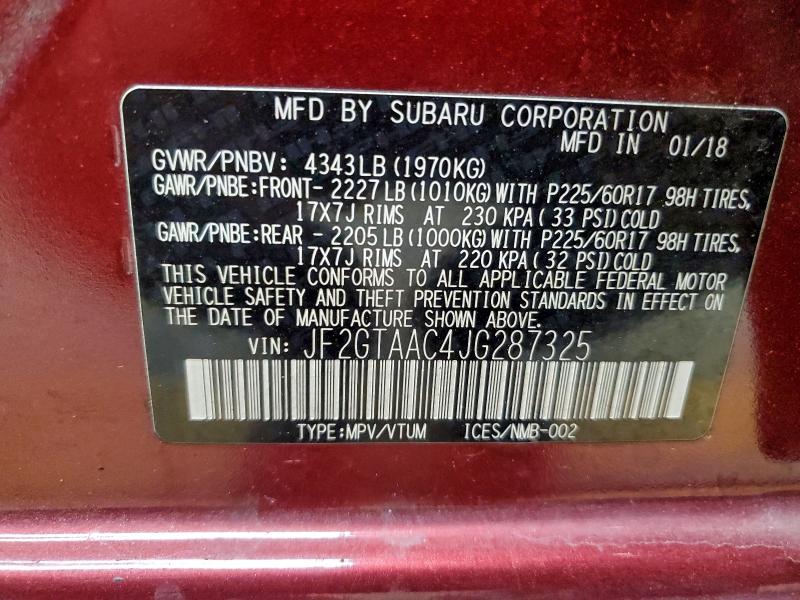 MFD BY SUBARU CORPORATION
MFD IN 01/18
GVWR/PNBV: 4343LB (1970KG)
GAWR/PNBE:FRONT- 2227LB (1010KG) WITH P225/60R17 98H TIRES,
17X7J RIMS AT 230 KPA ( 33 PSI) COLD
GAWR/PNBE:REAR - 2205LB (1000KG) WITH P225/60R17 98H TIRES,
17X7J RIMS AT 220 KPA ( 32 PSI) COLD
THIS VEHICLE CONFORMS TO ALL APPLICABLE FEDERAL MOTOR
VEHICLE SAFETY AND THEFT PREVENTION STANDARDS IN EFFECT ON
THE DATE OF MANUFACTURE SHOWN ABOVE.
VIN: JF2GTAAC4JG287325
TYPE:MPV/VTUM ICES/NMB-002